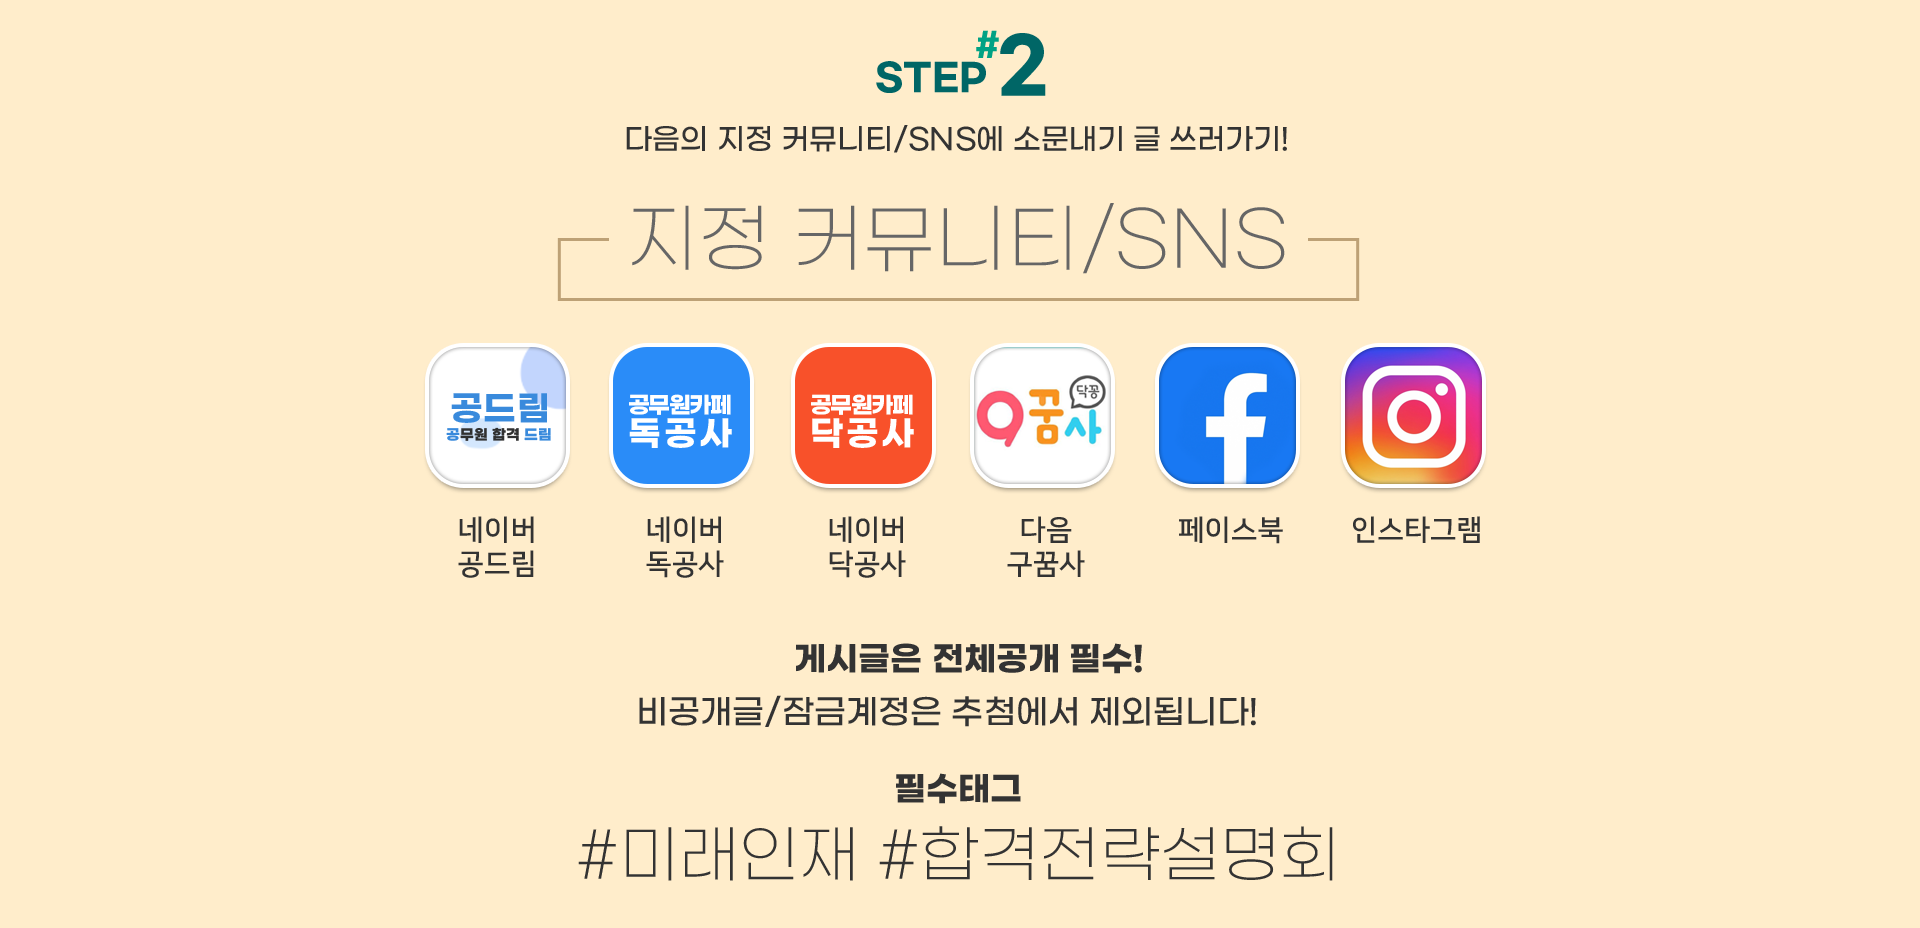 STEP #2
다음의 지정 커뮤니티/SNS에 소문내기 글 쓰러가기!
지정 커뮤니티/SNS
공드림
공무원 합격 드림
공무원카페
독공사
공무원카페
닥공사
9꿈사
닥꽁
네이버
공드림
네이버
독공사
네이버
닥공사
다음
구꿈사
페이스북
인스타그램
게시글은 전체공개 필수!
비공개글/잠금계정은 추첨에서 제외됩니다!
필수태그
#미래인재 #합격전략설명회